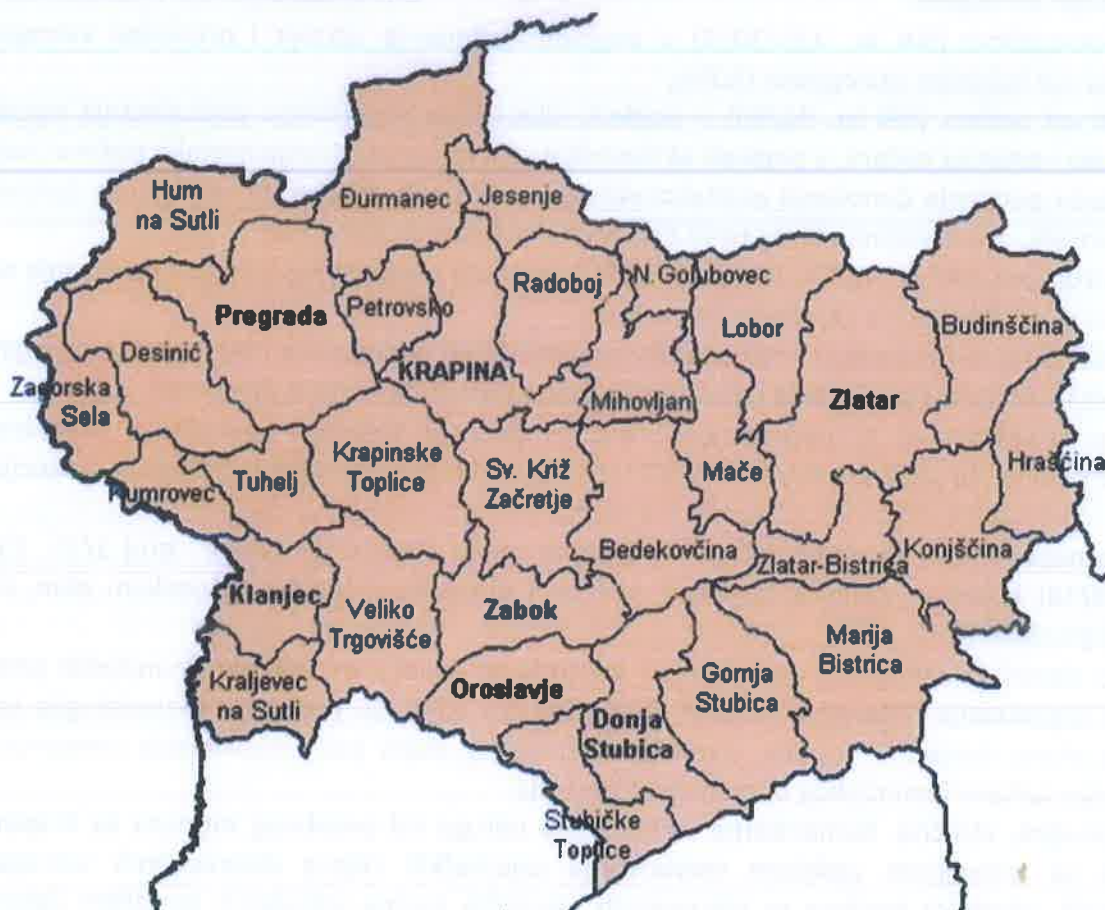 Hum
na Sutli
Đurmanec
Jesenje
N.Golubovec
Radoboj
Petrovsko
Pregrada
Lobor
Budinščina
Desinić
KRAPINA
Zagorska
Sela
Mihovljan
Zlatar
Hrašćina
Krapinske
Toplice
Sv. Križ
Začretje
Mače
Tuhelj
Kumrovec
Bedekovčina
Zlatar-Bistrica
Konjščina
Klanjec
Veliko
Trgovišće
Zabok
Marija
Bistrica
Gornja
Stubica
Kraljevec
na Sutli
Oroslavje
Donja
Stubica
Stubičke
Toplice